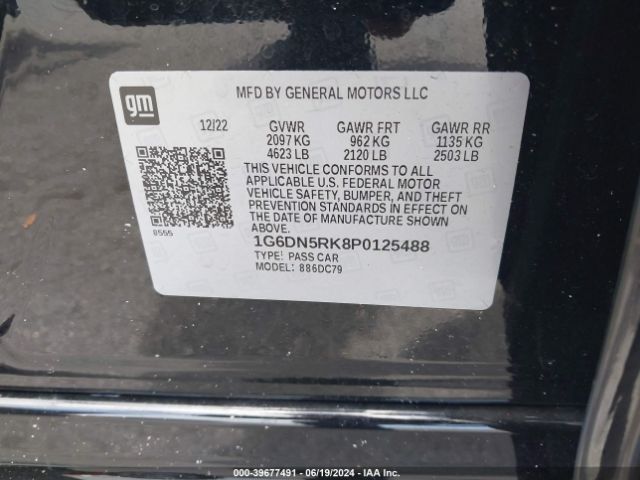 gm
MFD BY GENERAL MOTORS LLC
12/22 GVWR GAWR FRT GAWR RR
2097 KG 962 KG 1135 KG
4623 LB 2120 LB 2503 LB
THIS VEHICLE CONFORMS TO ALL
APPLICABLE U.S. FEDERAL MOTOR
VEHICLE SAFETY, BUMPER, AND THEFT
PREVENTION STANDARDS IN EFFECT ON
THE DATE OF MANUFACTURE SHOWN
ABOVE.
8555
1G6DN5RK8P0125488
TYPE: PASS CAR
MODEL: 886DC79
000-39677491 - 06/19/2024 - IAA Inc.